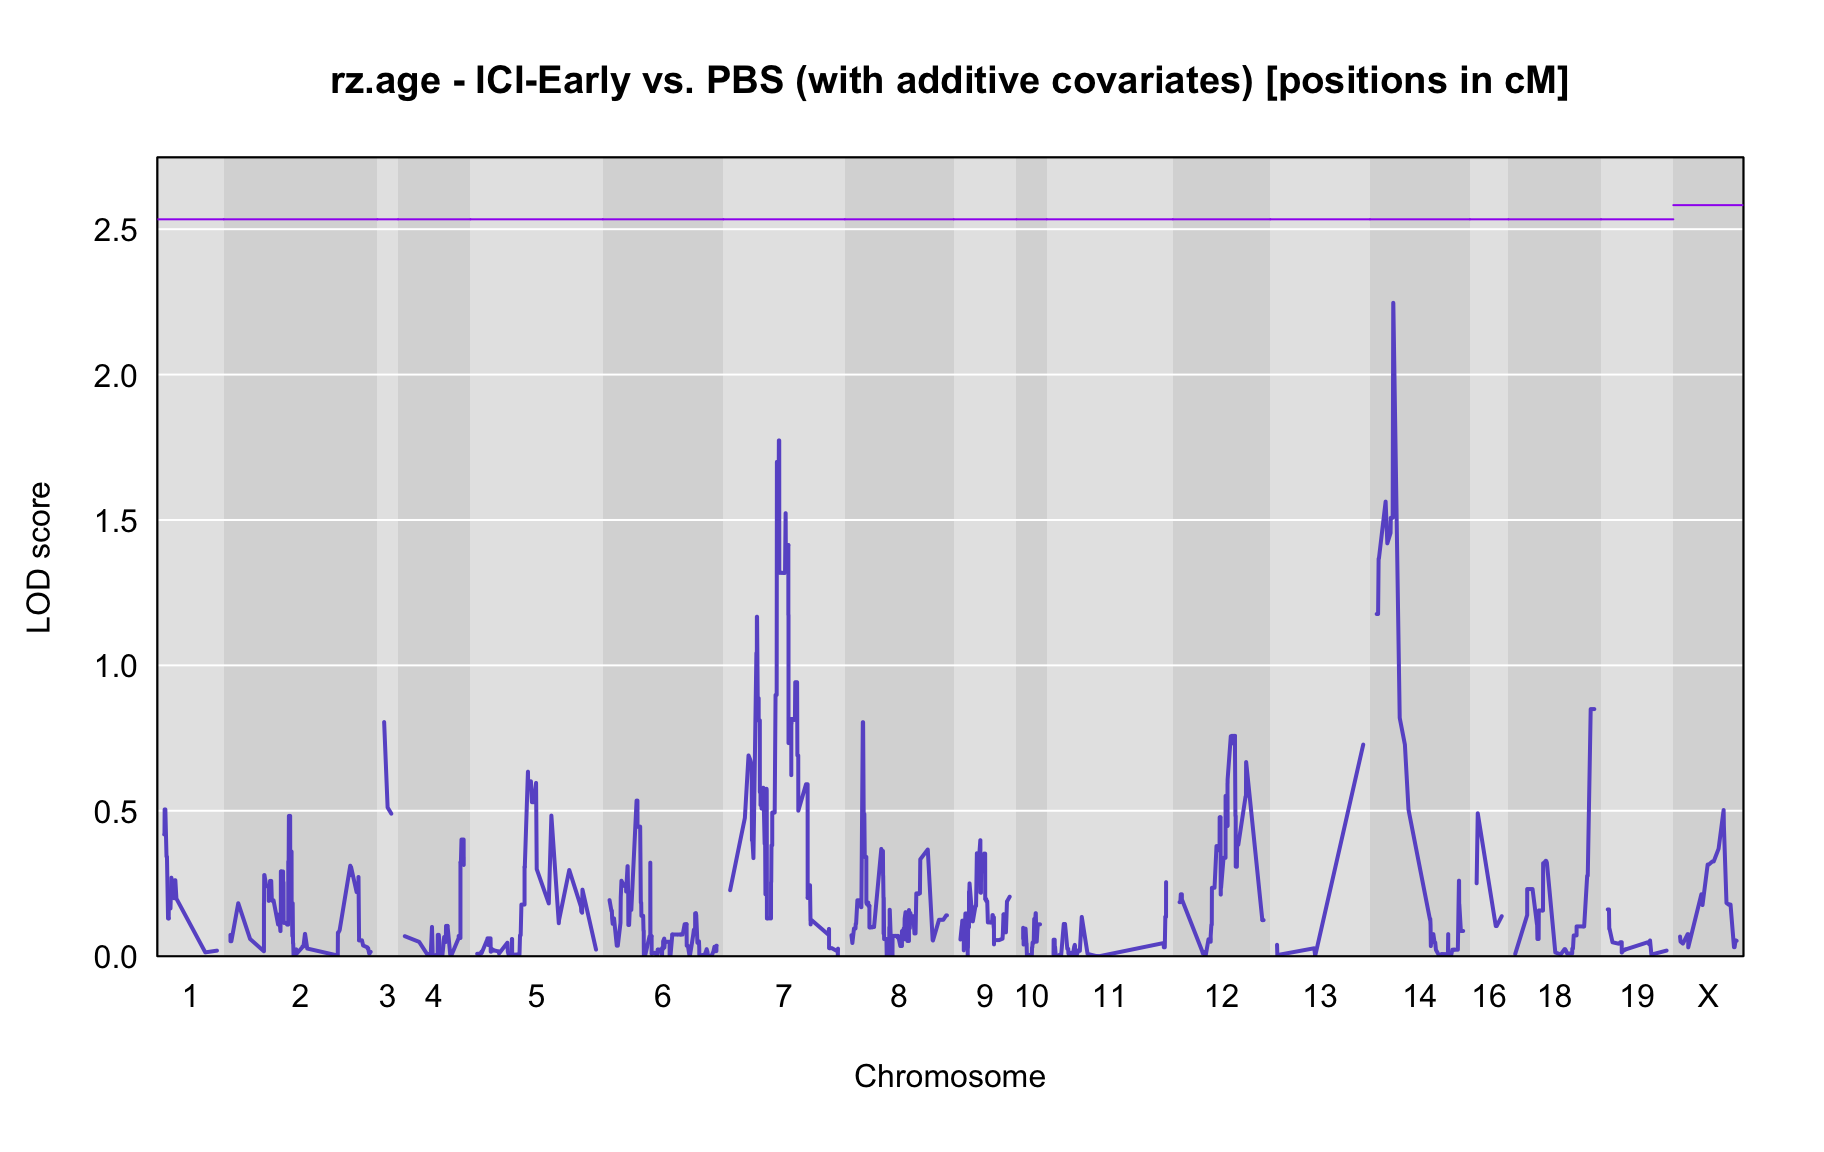 rz.age - ICI-Early vs. PBS (with additive covariates) [positions in cM]
2.5
2.0
1.5
1.0
0.5
0.0
LOD score
1 2 3 4 5 6 7 8 9 10 11 12 13 14 16 18 19 X
Chromosome